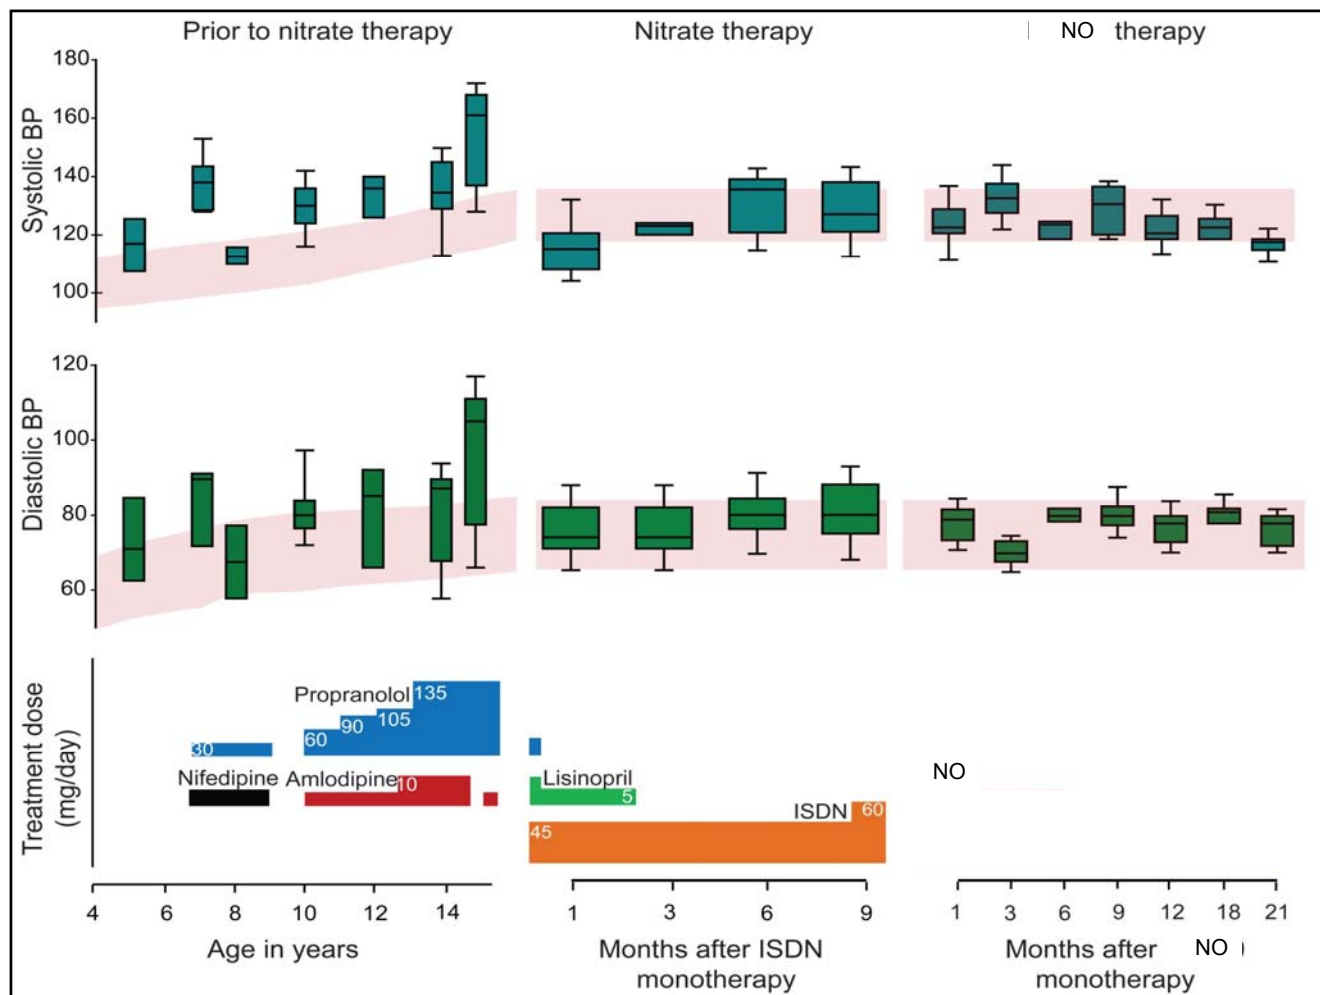 Prior to nitrate therapy
Nitrate therapy
NO therapy
Systolic BP
180
160
140
120
100
Diastolic BP
120
100
80
60
Treatment dose
(mg/day)
Propranolol
30
60
90
105
135
Nifedipine
Amlodipine
10
Lisinopril
5
ISDN
45
60
NO
4 6 8 10 12 14
Age in years
1 3 6 9
Months after ISDN
monotherapy
1 3 6 9 12 18 21
Months after NO )
monotherapy